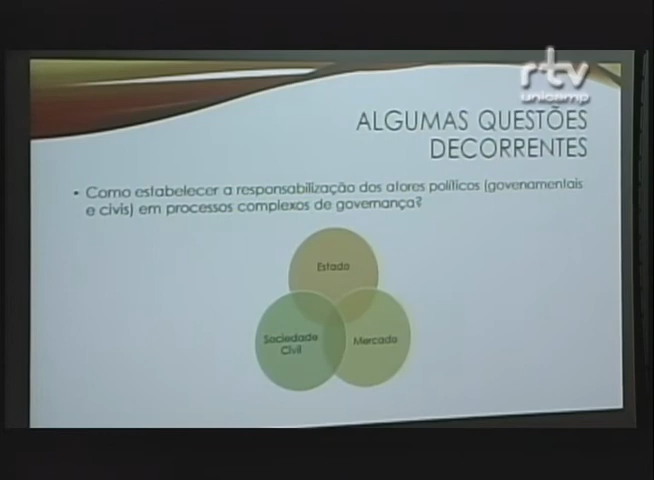 rtv
unicamp
ALGUMAS QUESTÕES
DECORRENTES
• Como estabelecer a responsabilização dos atores políticos (govenamentais
e civis) em processos complexos de governança?
Estado
Sociedade
Civil
Mercado